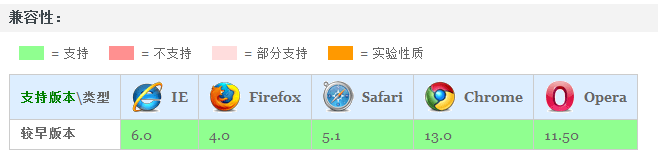 兼容性：
= 支持 = 不支持 = 部分支持 = 实验性质
支持版本\类型 IE Firefox Safari Chrome Opera
较早版本 6.0 4.0 5.1 13.0 11.50